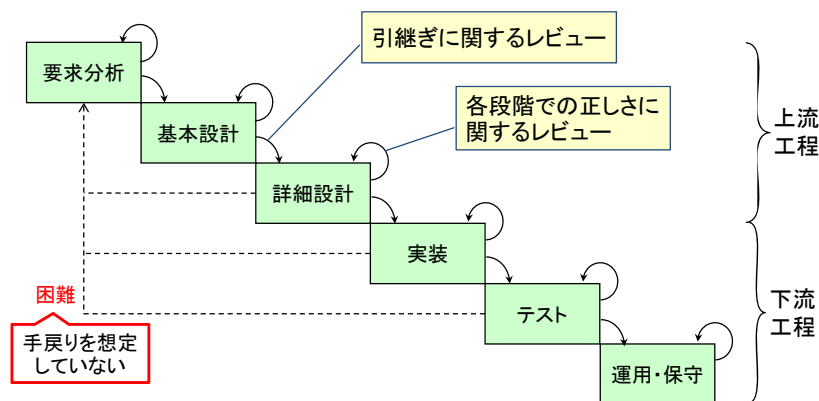 引継ぎに関するレビュー
要求分析
各段階での正しさに
関するレビュー
基本設計
上流
工程
詳細設計
実装
困難
手戻りを想定
していない
テスト
下流
工程
運用・保守